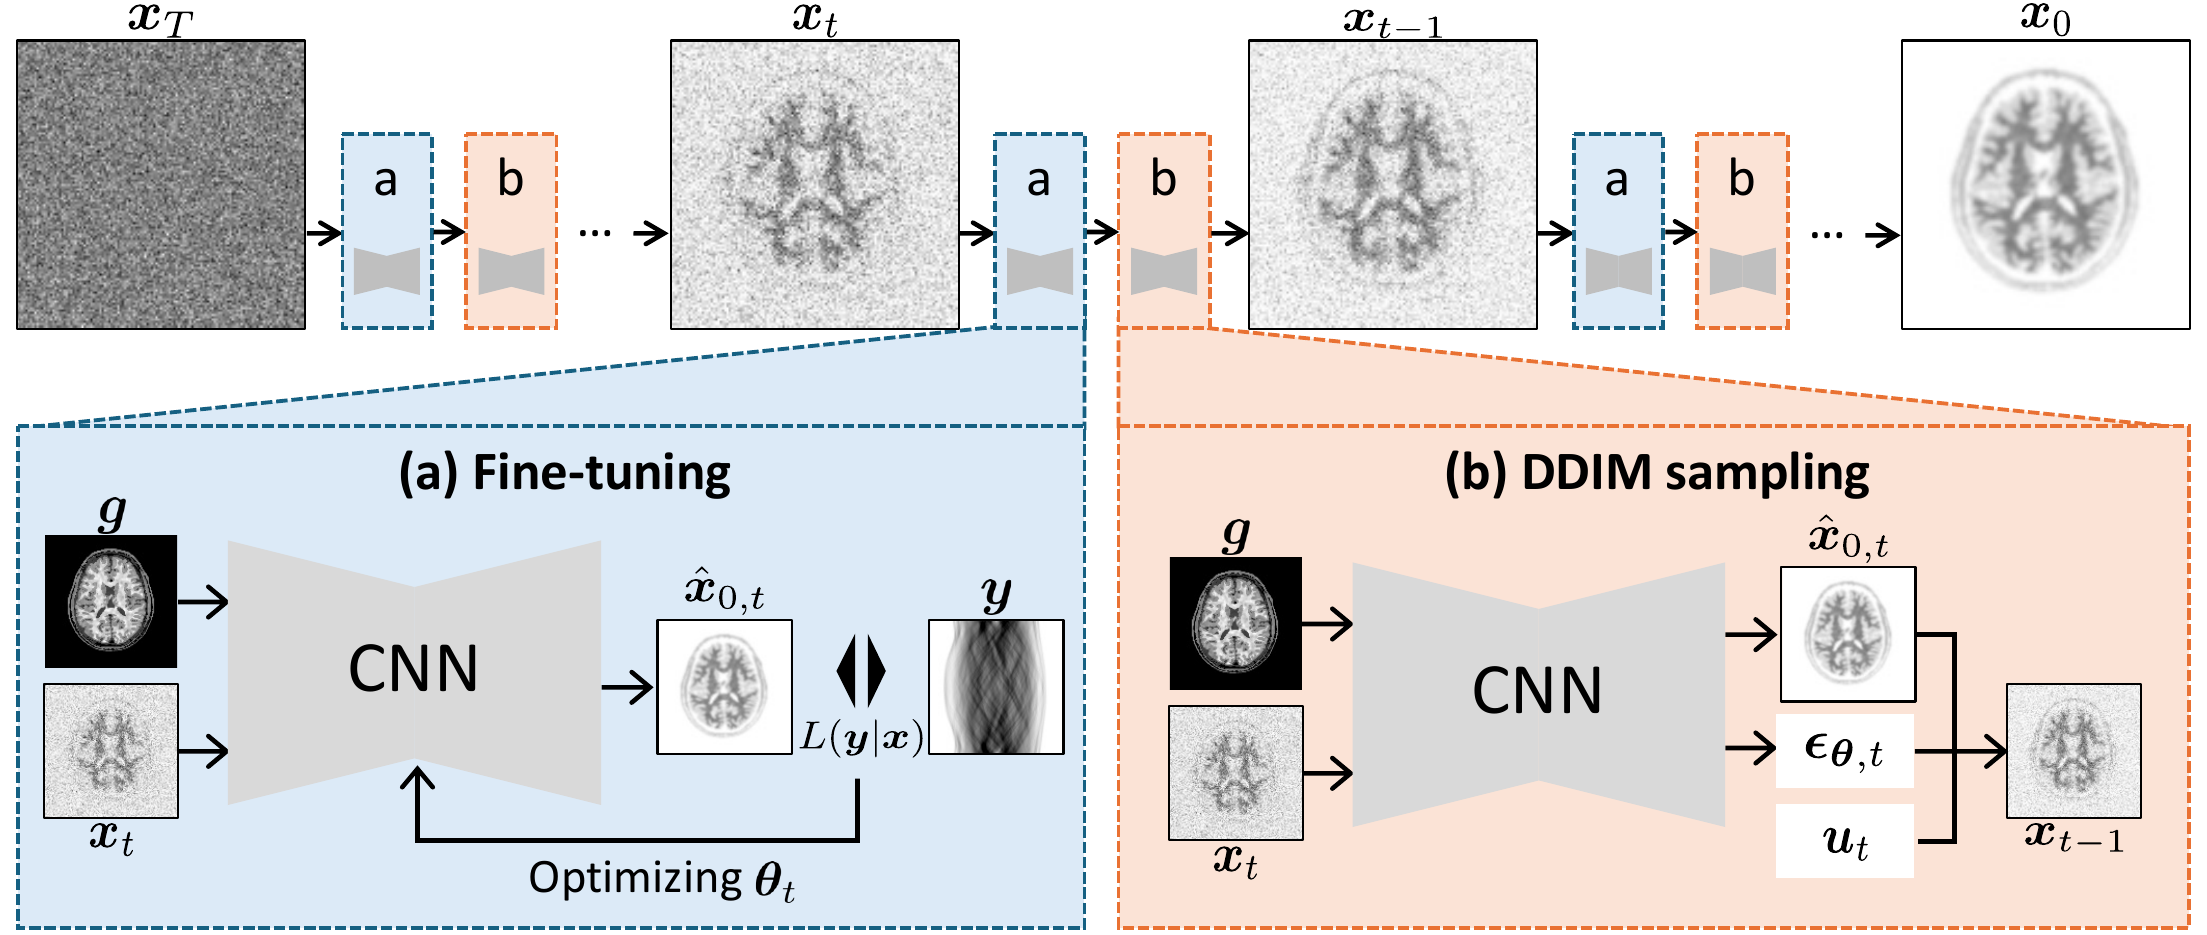 x_T x_t x_{t−1} x_0
a b ... a b a b ...
(a) Fine-tuning
g
CNN
x̂_{0,t}
y
L(y|x)
x_t
Optimizing θ_t
(b) DDIM sampling
g
x̂_{0,t}
CNN
ϵ_{θ,t}
u_t
x_t
x_{t−1}